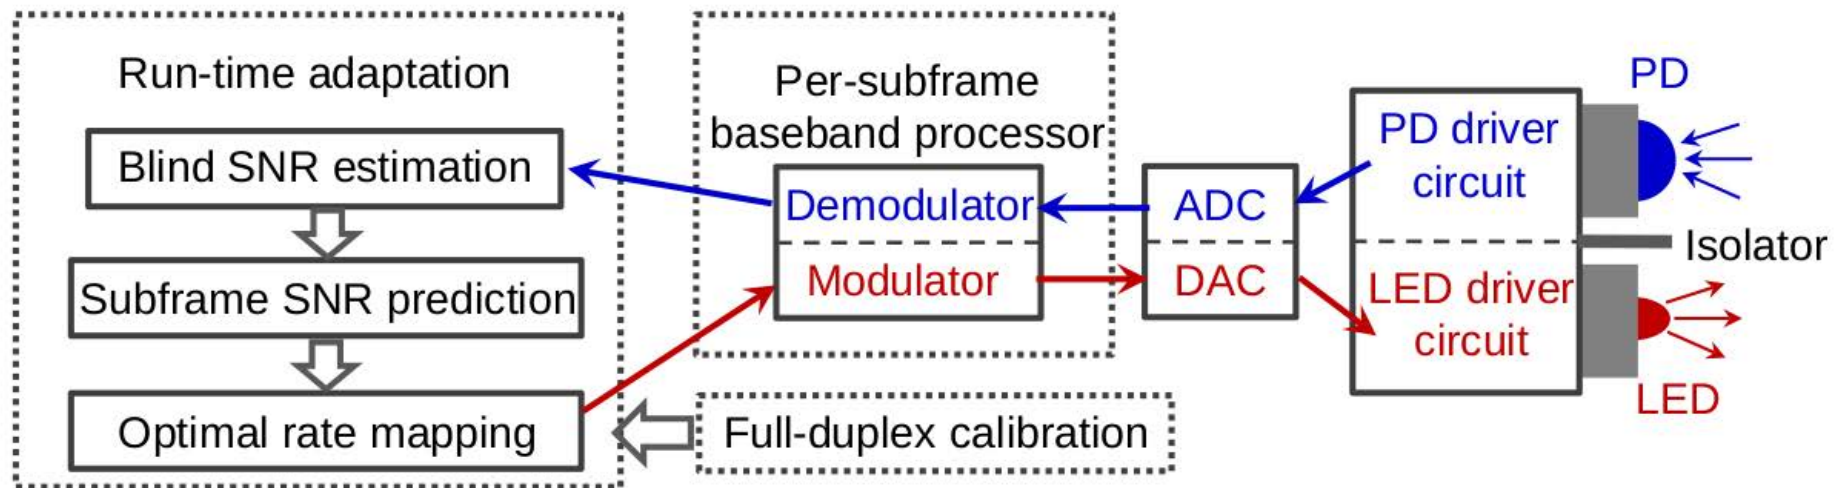 Run-time adaptation
Blind SNR estimation
Subframe SNR prediction
Optimal rate mapping
Per-subframe
baseband processor
Demodulator
Modulator
Full-duplex calibration
ADC
DAC
PD driver
circuit
LED driver
circuit
PD
Isolator
LED